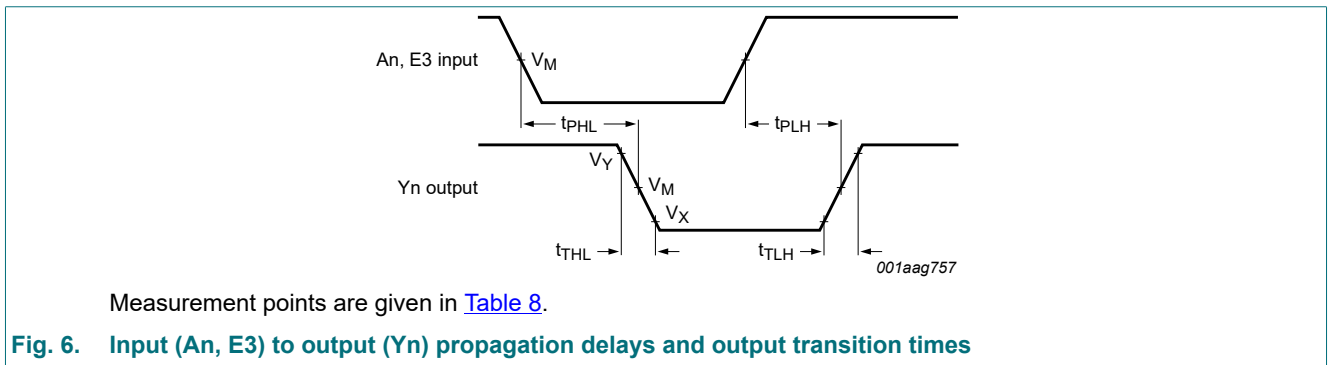 An, E3 input
VM
tPHL
tPLH
VY
Yn output
VM
VX
tTHL
tTLH
001aag757
Measurement points are given in Table 8.
Fig. 6. Input (An, E3) to output (Yn) propagation delays and output transition times